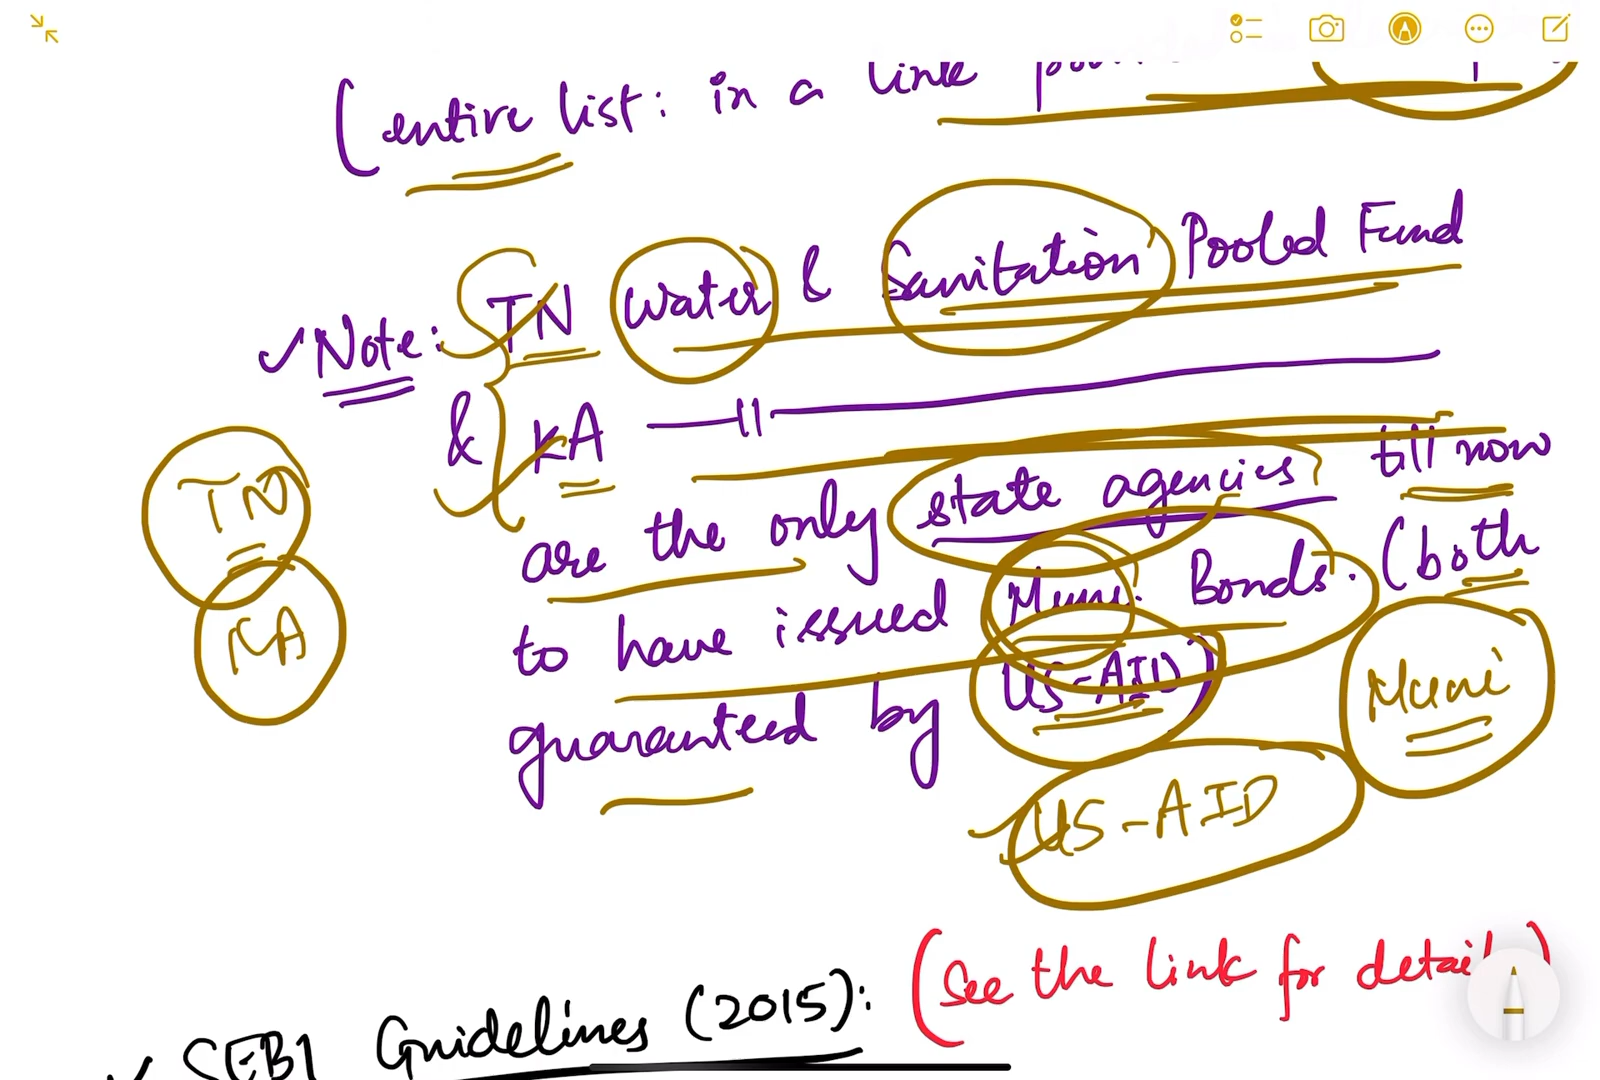 (entire list: in a link
Note: TN Water & Sanitation Pooled Fund
& KA —||—
are the only state agencies till now
to have issued Muni. Bonds. (both
guaranteed by US-AID)
TN
KA
Muni
US-AID
SEBI Guidelines (2015): (See the link for details)